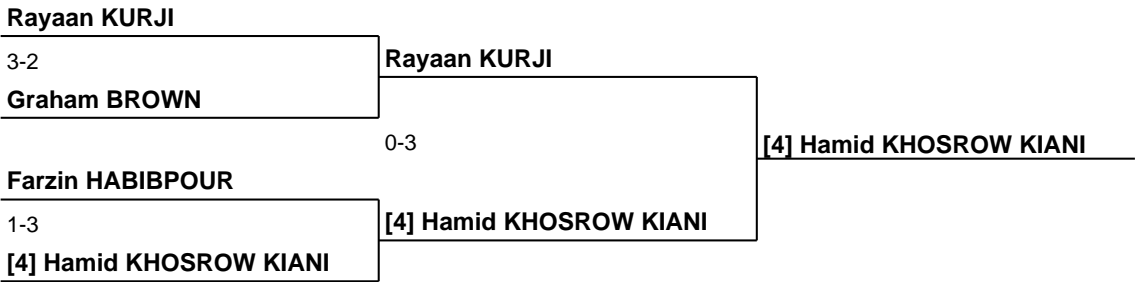 Rayaan KURJI
3-2
Rayaan KURJI
Graham BROWN
0-3
[4] Hamid KHOSROW KIANI
Farzin HABIBPOUR
1-3
[4] Hamid KHOSROW KIANI
[4] Hamid KHOSROW KIANI